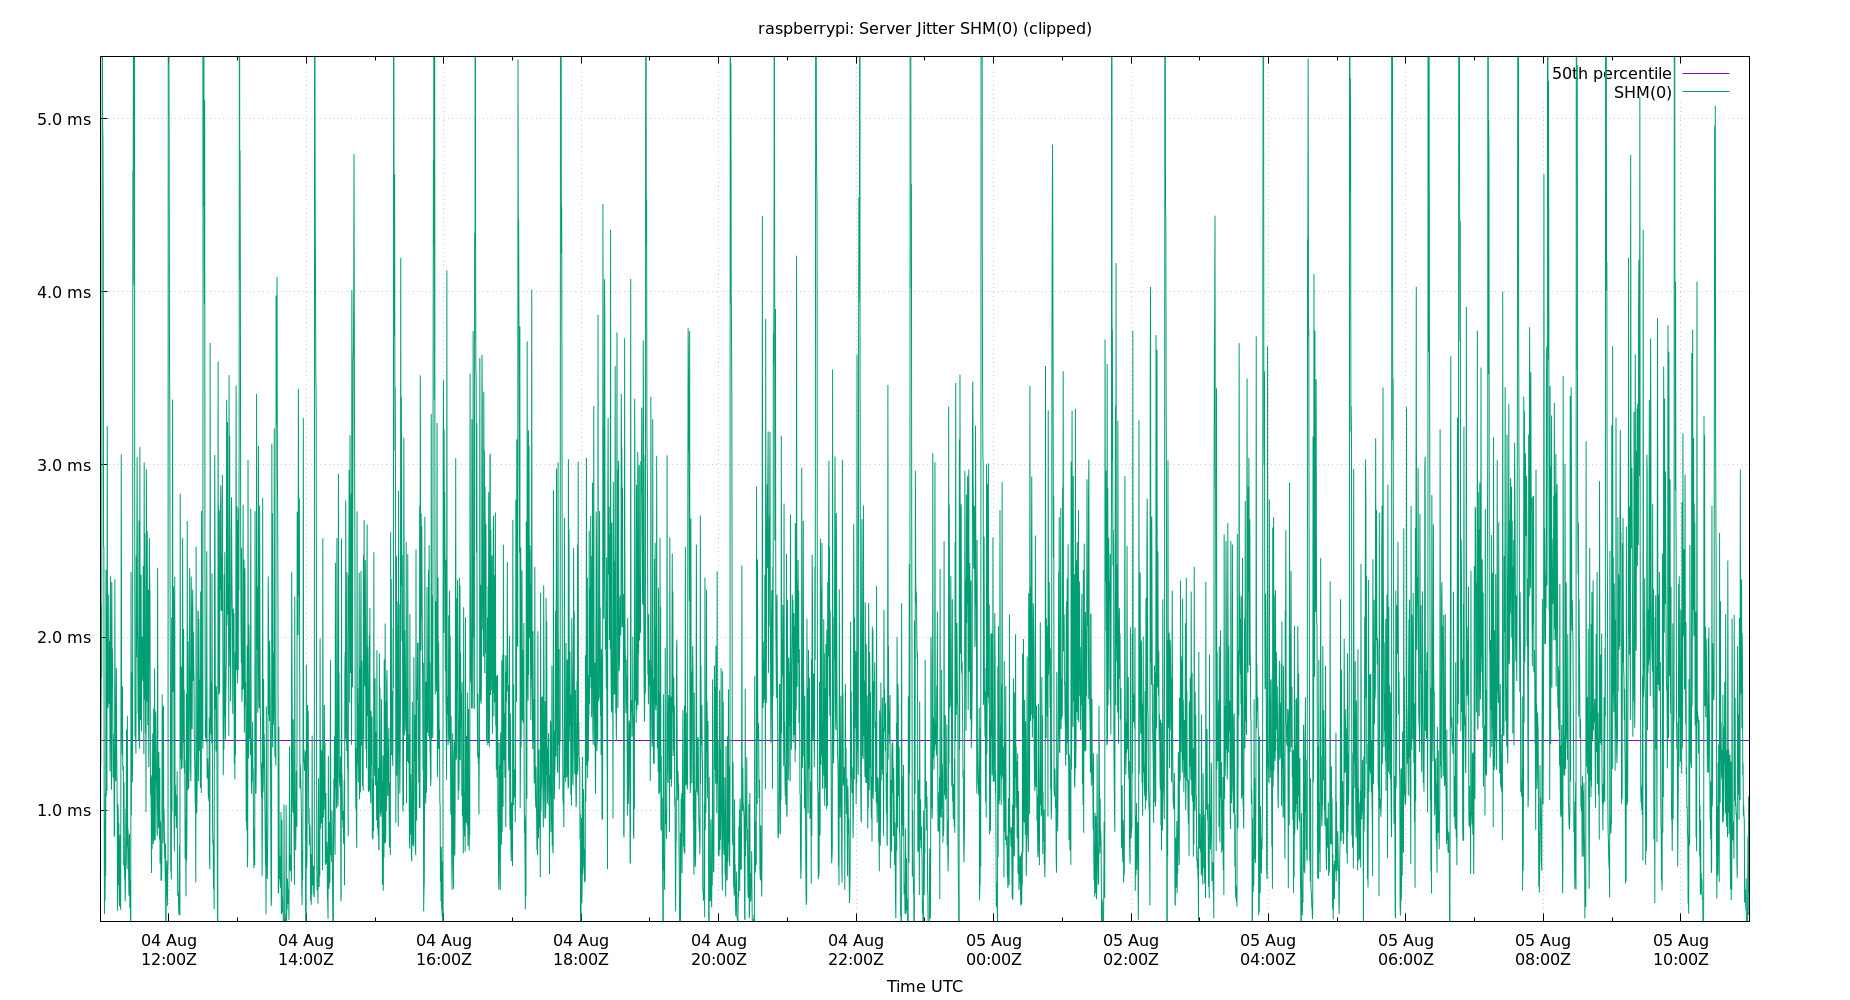 raspberrypi: Server Jitter SHM(0) (clipped)
50th percentile
SHM(0)
5.0 ms
4.0 ms
3.0 ms
2.0 ms
1.0 ms
04 Aug 04 Aug 04 Aug 04 Aug 04 Aug 04 Aug 05 Aug 05 Aug 05 Aug 05 Aug 05 Aug 05 Aug
12:00Z 14:00Z 16:00Z 18:00Z 20:00Z 22:00Z 00:00Z 02:00Z 04:00Z 06:00Z 08:00Z 10:00Z
Time UTC